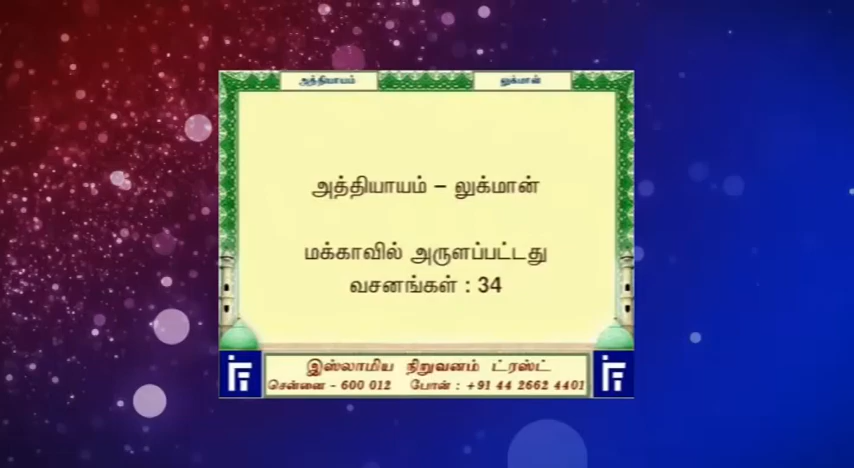 அத்தியாயம் லுக்மான்
அத்தியாயம் – லுக்மான்
மக்காவில் அருளப்பட்டது
வசனங்கள் : 34
இஸ்லாமிய நிறுவனம் ட்ரஸ்ட்
சென்னை - 600 012 போன் : +91 44 2662 4401